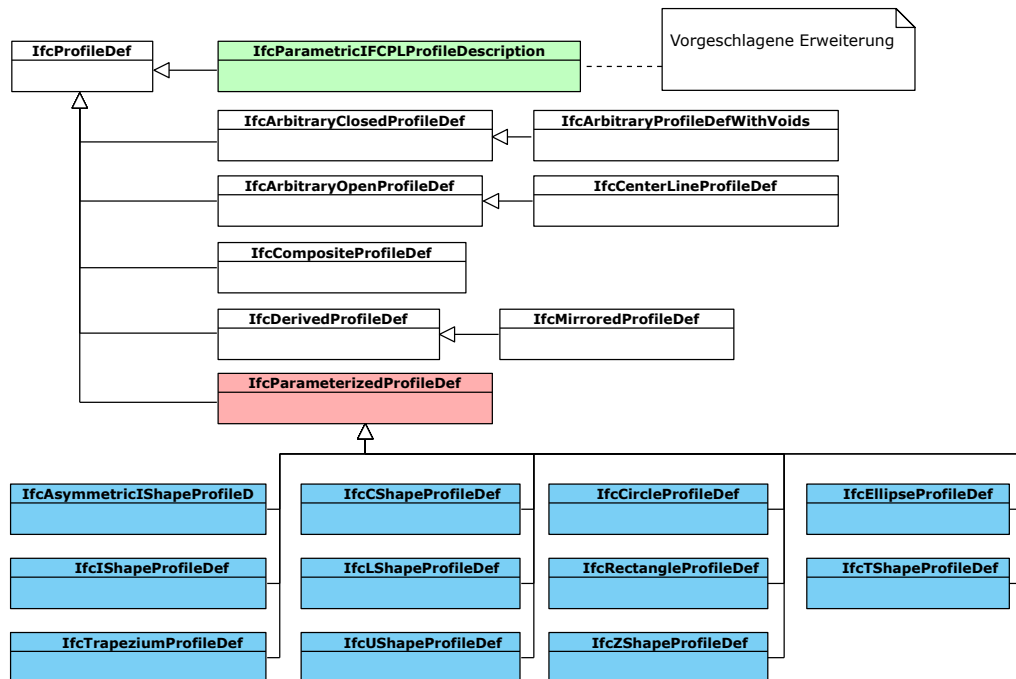 IfcProfileDef
IfcParametricIFCPLProfileDescription
Vorgeschlagene Erweiterung
IfcArbitraryClosedProfileDef
IfcArbitraryProfileDefWithVoids
IfcArbitraryOpenProfileDef
IfcCenterLineProfileDef
IfcCompositeProfileDef
IfcDerivedProfileDef
IfcMirroredProfileDef
IfcParameterizedProfileDef
IfcAsymmetricIShapeProfileD
IfcCShapeProfileDef
IfcCircleProfileDef
IfcEllipseProfileDef
IfcIShapeProfileDef
IfcLShapeProfileDef
IfcRectangleProfileDef
IfcTShapeProfileDef
IfcTrapeziumProfileDef
IfcUShapeProfileDef
IfcZShapeProfileDef